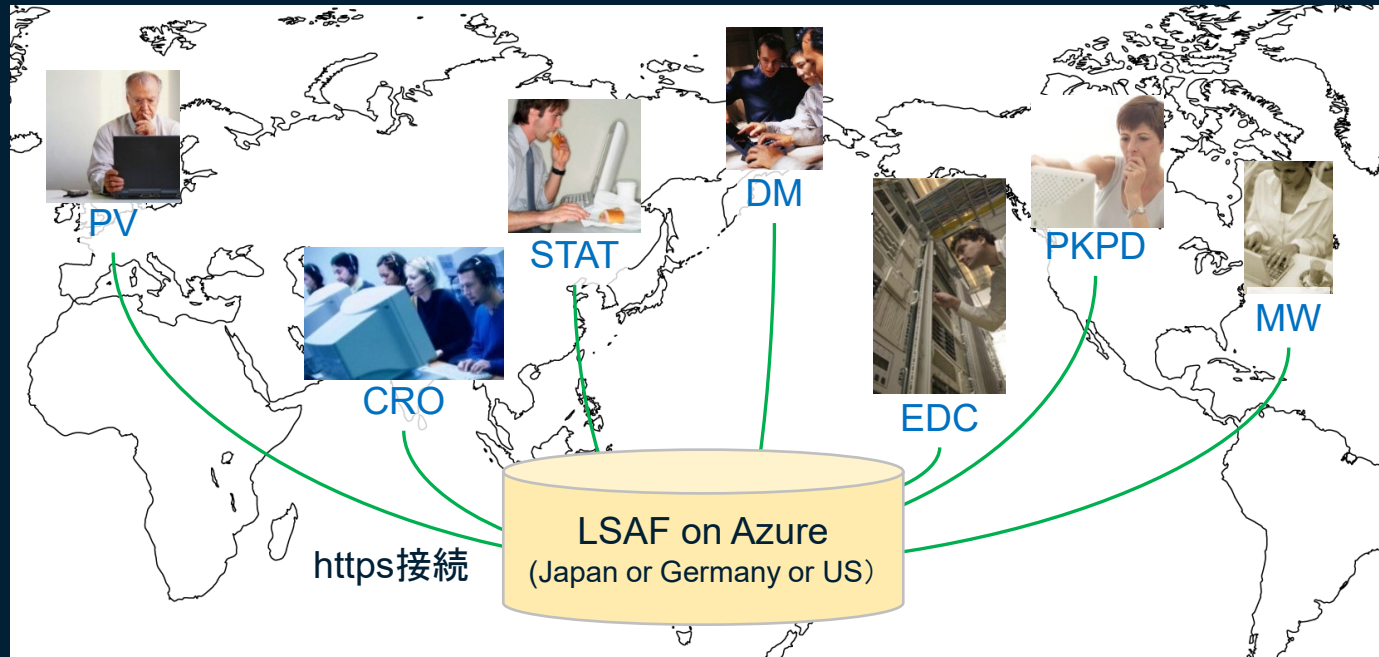 PV
CRO
STAT
DM
EDC
PKPD
MW
https接続
LSAF on Azure
(Japan or Germany or US）